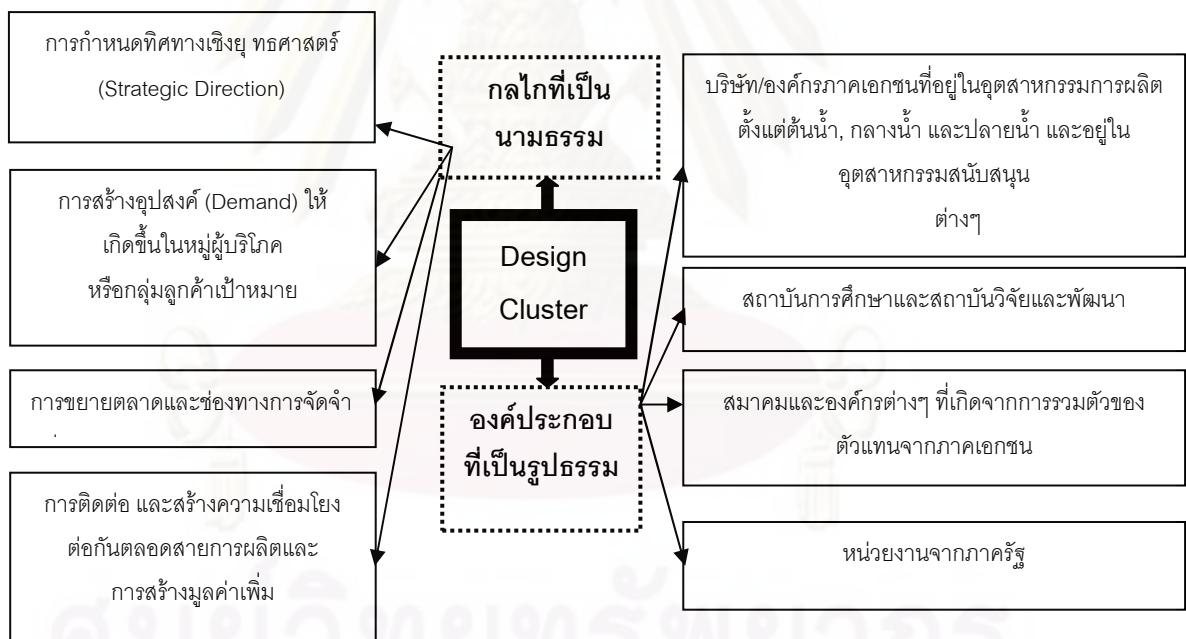 การกำหนดทิศทางเชิงยุ ทธศาสตร์
(Strategic Direction)
การสร้างอุปสงค์ (Demand) ให้
เกิดขึ้นในหมู่ผู้บริโภค
หรือกลุ่มลูกค้าเป้าหมาย
การขยายตลาดและช่องทางการจัดจำ
การติดต่อ และสร้างความเชื่อมโยง
ต่อกันตลอดสายการผลิตและ
การสร้างมูลค่าเพิ่ม
กลไกที่เป็น
นามธรรม
Design
Cluster
องค์ประกอบ
ที่เป็นรูปธรรม
บริษัท/องค์กรภาคเอกชนที่อยู่ในอุตสาหกรรมการผลิต
ตั้งแต่ต้นน้ำ, กลางน้ำ และปลายน้ำ และอยู่ใน
อุตสาหกรรมสนับสนุน
ต่างๆ
สถาบันการศึกษาและสถาบันวิจัยและพัฒนา
สมาคมและองค์กรต่างๆ ที่เกิดจากการรวมตัวของ
ตัวแทนจากภาคเอกชน
หน่วยงานจากภาครัฐ
ศูนย์วิทยทรัพยากร